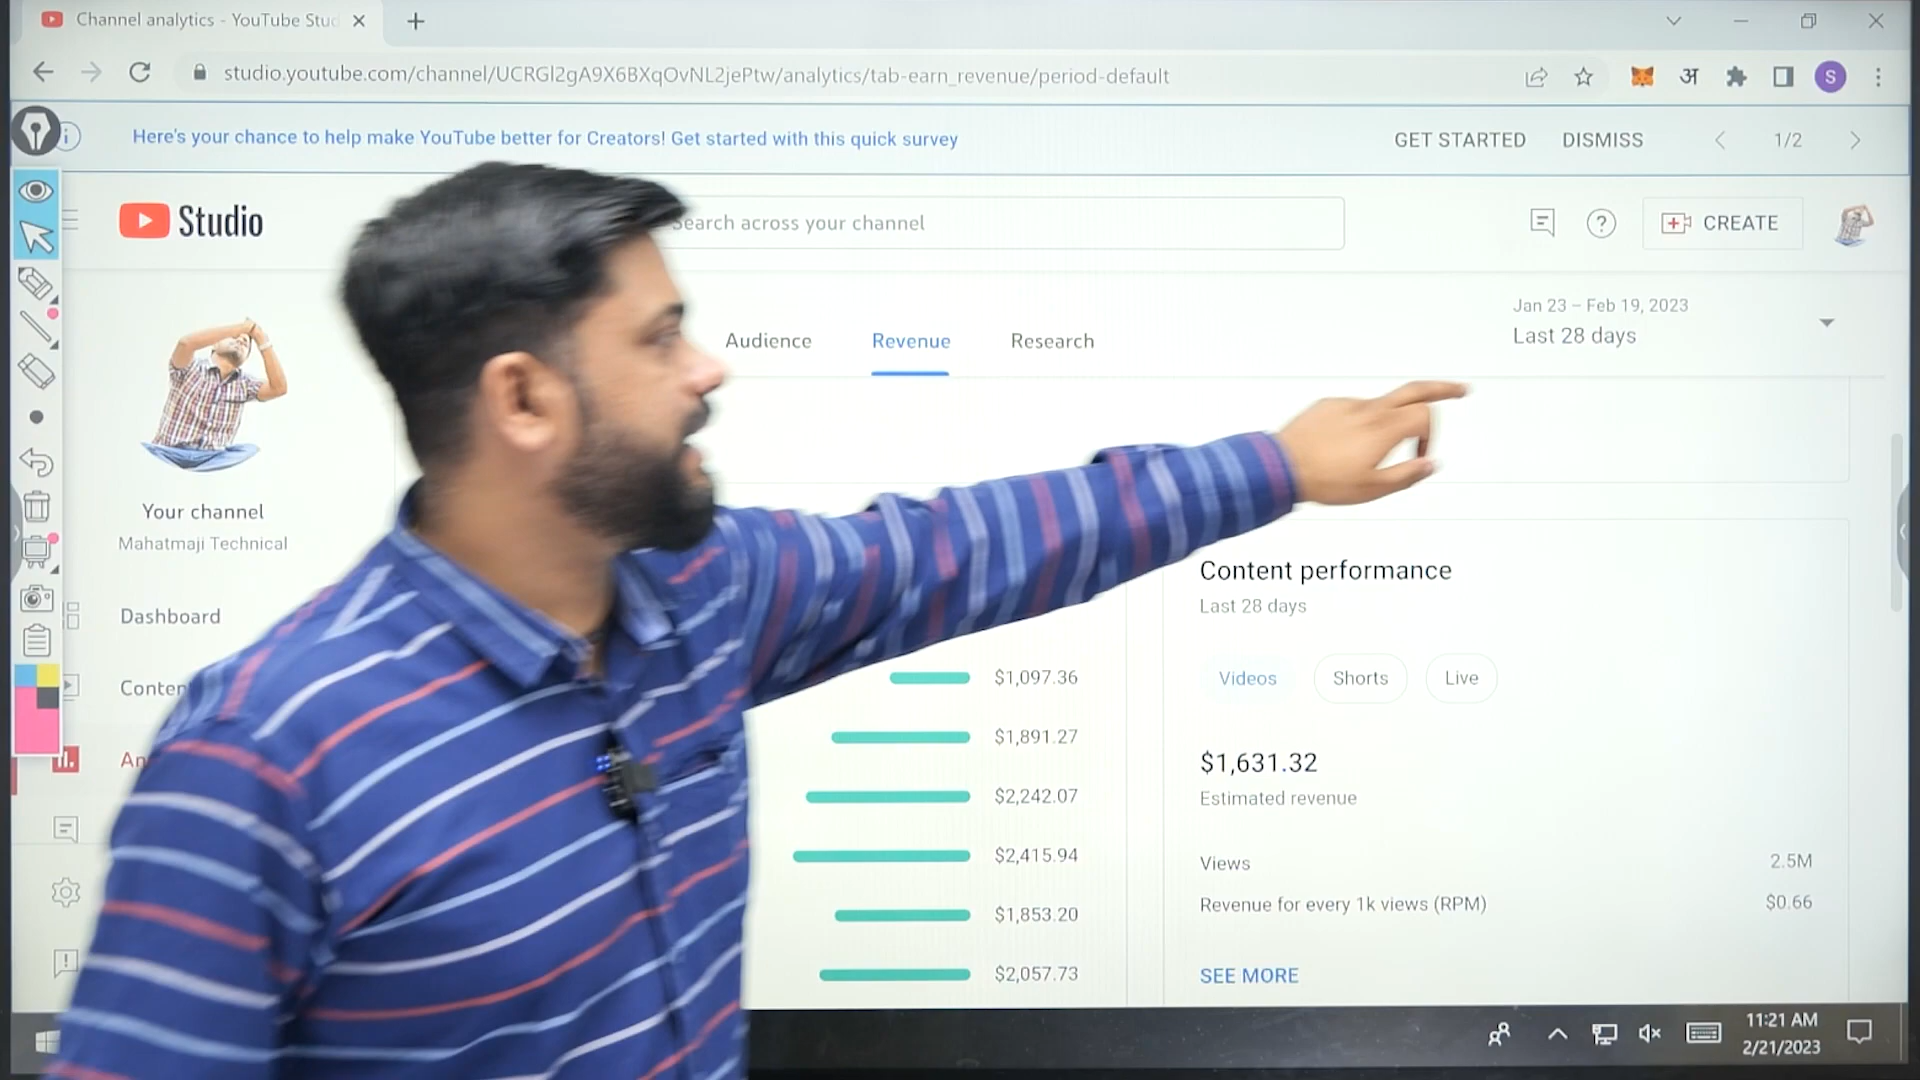 Channel analytics - YouTube Stud
studio.youtube.com/channel/UCRGl2gA9X6BXqOvNL2jePtw/analytics/tab-earn_revenue/period-default
अ
S
Here's your chance to help make YouTube better for Creators! Get started with this quick survey
GET STARTED
DISMISS
1/2
Studio
Search across your channel
CREATE
Jan 23 – Feb 19, 2023
Last 28 days
Audience
Revenue
Research
Your channel
Mahatmaji Technical
Dashboard
Conten
An
$1,097.36
$1,891.27
$2,242.07
$2,415.94
$1,853.20
$2,057.73
Content performance
Last 28 days
Videos
Shorts
Live
$1,631.32
Estimated revenue
Views
2.5M
Revenue for every 1k views (RPM)
$0.66
SEE MORE
11:21 AM
2/21/2023